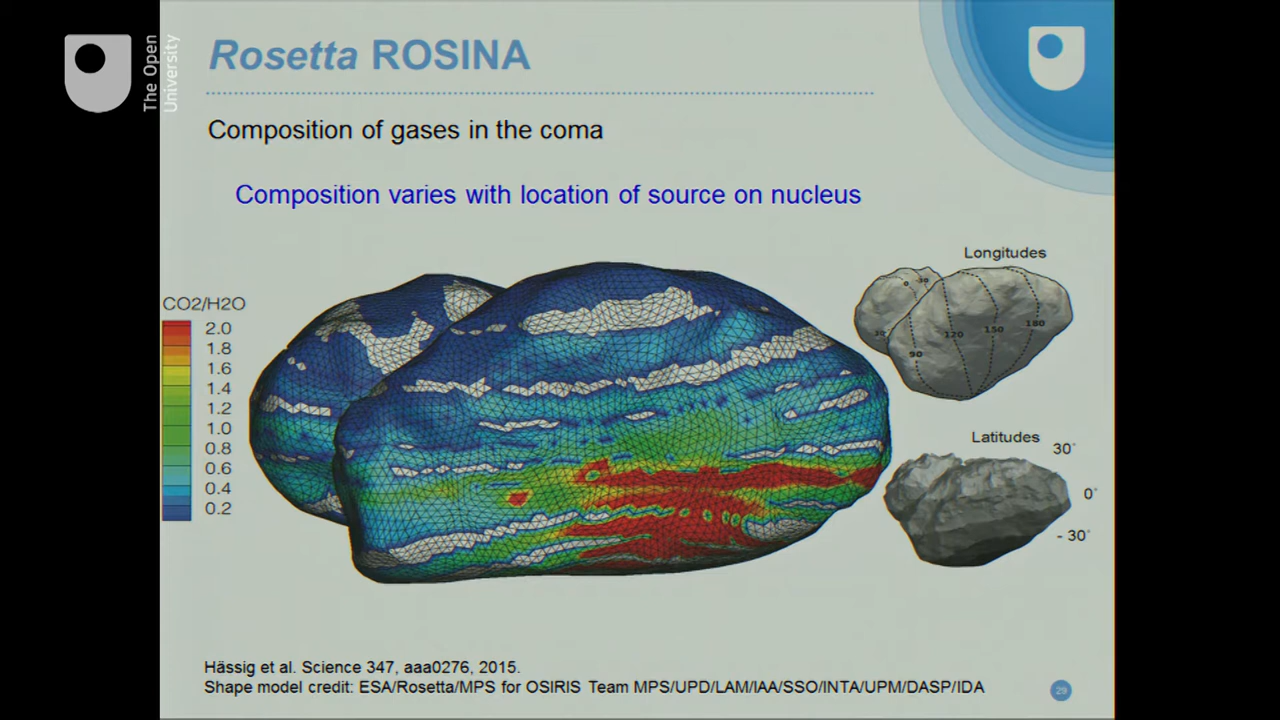 The Open
University
Rosetta ROSINA
Composition of gases in the coma
Composition varies with location of source on nucleus
CO2/H2O
2.0
1.8
1.6
1.4
1.2
1.0
0.8
0.6
0.4
0.2
Longitudes
0
30
120
150
180
90
Latitudes
30°
0°
- 30°
Hässig et al. Science 347, aaa0276, 2015.
Shape model credit: ESA/Rosetta/MPS for OSIRIS Team MPS/UPD/LAM/IAA/SSO/INTA/UPM/DASP/IDA
29